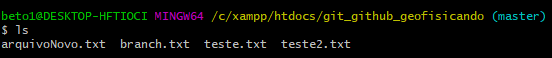 beto1@DESKTOP-HFTIOCI MINGW64 /c/xampp/htdocs/git_github_geofisicando (master)
$ ls
arquivoNovo.txt  branch.txt  teste.txt  teste2.txt